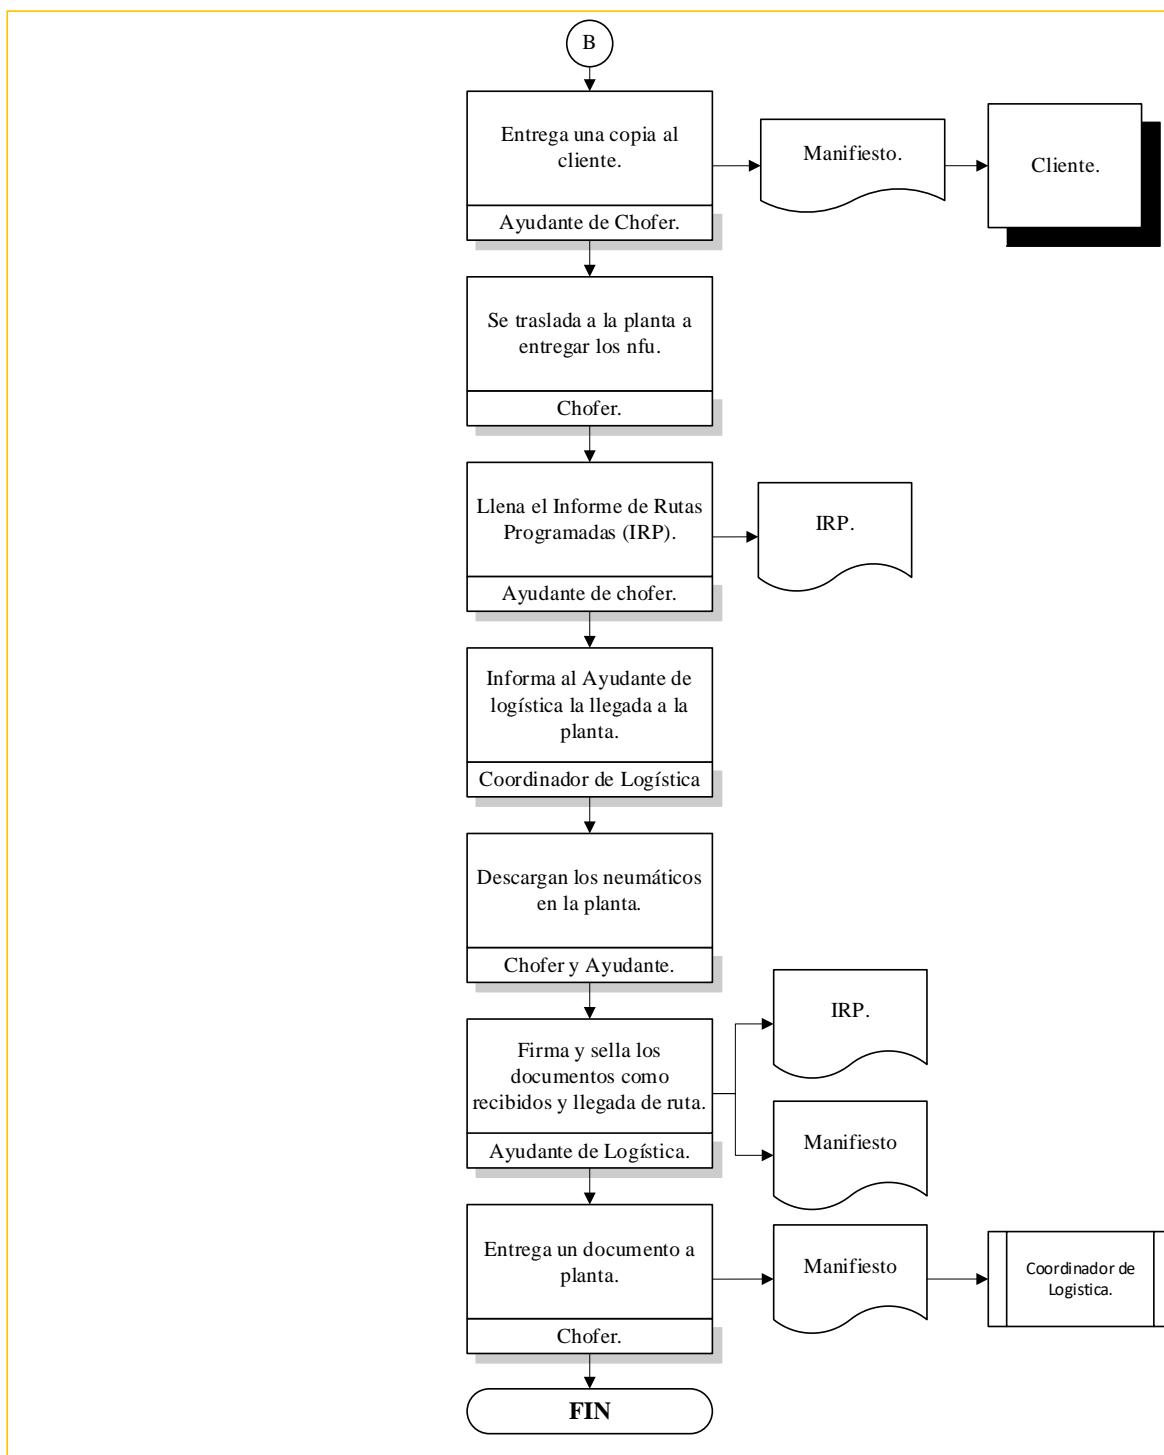 B
Entrega una copia al
cliente.
Ayudante de Chofer.
Manifiesto.
Cliente.
Se traslada a la planta a
entregar los nfu.
Chofer.
Llena el Informe de Rutas
Programadas (IRP).
Ayudante de chofer.
IRP.
Informa al Ayudante de
logística la llegada a la
planta.
Coordinador de Logística
Descargan los neumáticos
en la planta.
Chofer y Ayudante.
Firma y sella los
documentos como
recibidos y llegada de ruta.
Ayudante de Logística.
IRP.
Manifiesto
Entrega un documento a
planta.
Chofer.
Manifiesto
Coordinador de
Logistica.
FIN